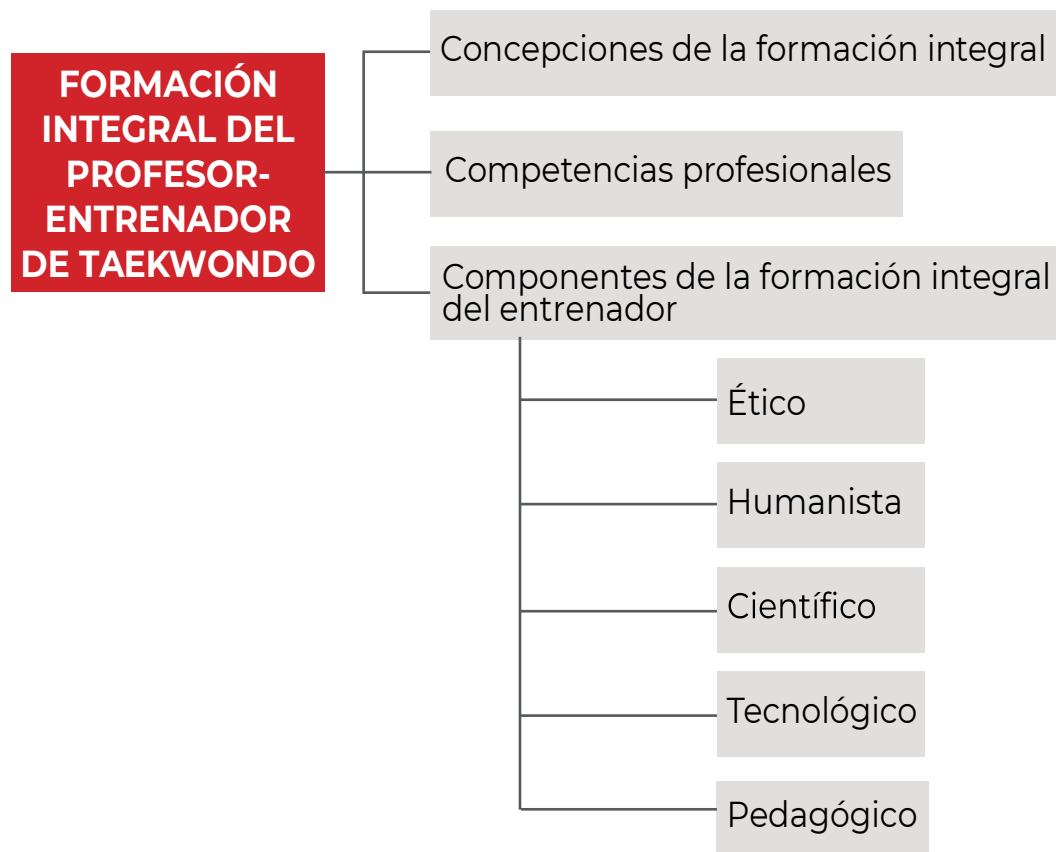 FORMACIÓN
INTEGRAL DEL
PROFESOR-
ENTRENADOR
DE TAEKWONDO
Concepciones de la formación integral
Competencias profesionales
Componentes de la formación integral
del entrenador
Ético
Humanista
Científico
Tecnológico
Pedagógico